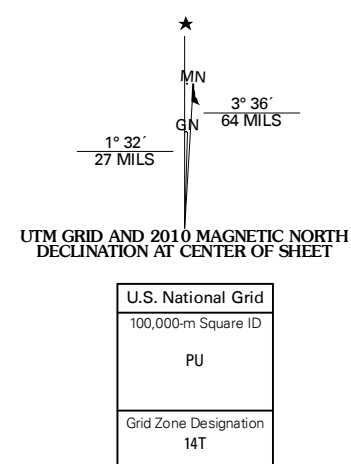 ★
MN
3° 36´
64 MILS
GN
1° 32´
27 MILS
UTM GRID AND 2010 MAGNETIC NORTH
DECLINATION AT CENTER OF SHEET
U.S. National Grid
100,000-m Square ID
PU
Grid Zone Designation
14T